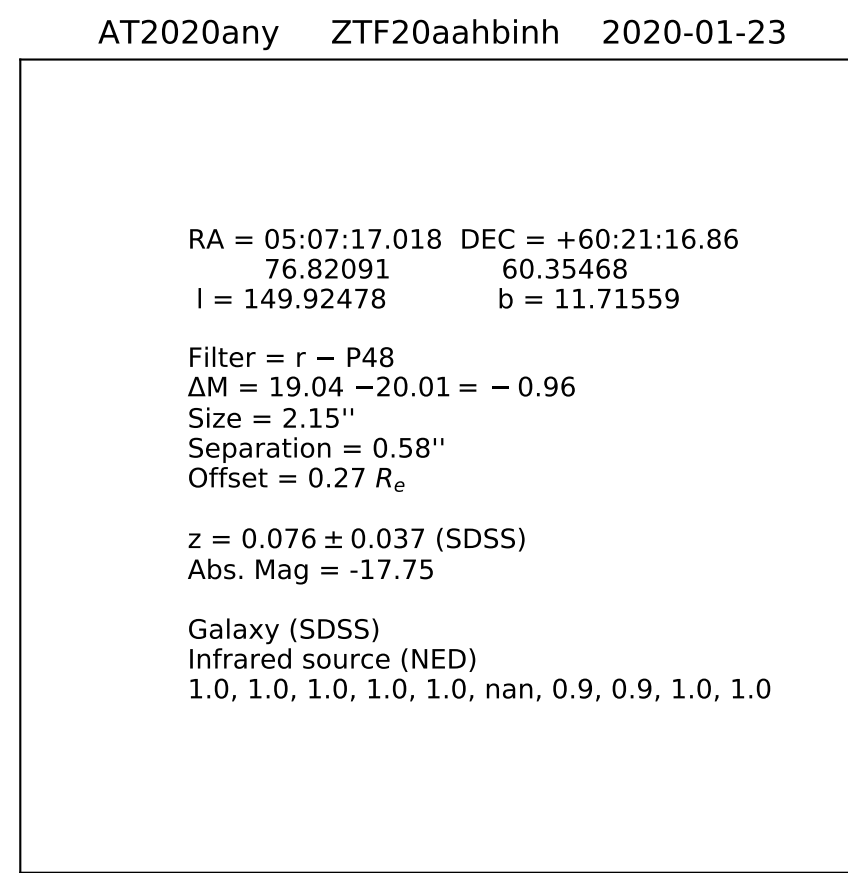 AT2020any ZTF20aahbinh 2020-01-23
RA = 05:07:17.018 DEC = +60:21:16.86
76.82091 60.35468
l = 149.92478 b = 11.71559
Filter = r − P48
ΔM = 19.04 −20.01 = − 0.96
Size = 2.15''
Separation = 0.58''
Offset = 0.27 Rₑ
z = 0.076 ± 0.037 (SDSS)
Abs. Mag = -17.75
Galaxy (SDSS)
Infrared source (NED)
1.0, 1.0, 1.0, 1.0, 1.0, nan, 0.9, 0.9, 1.0, 1.0